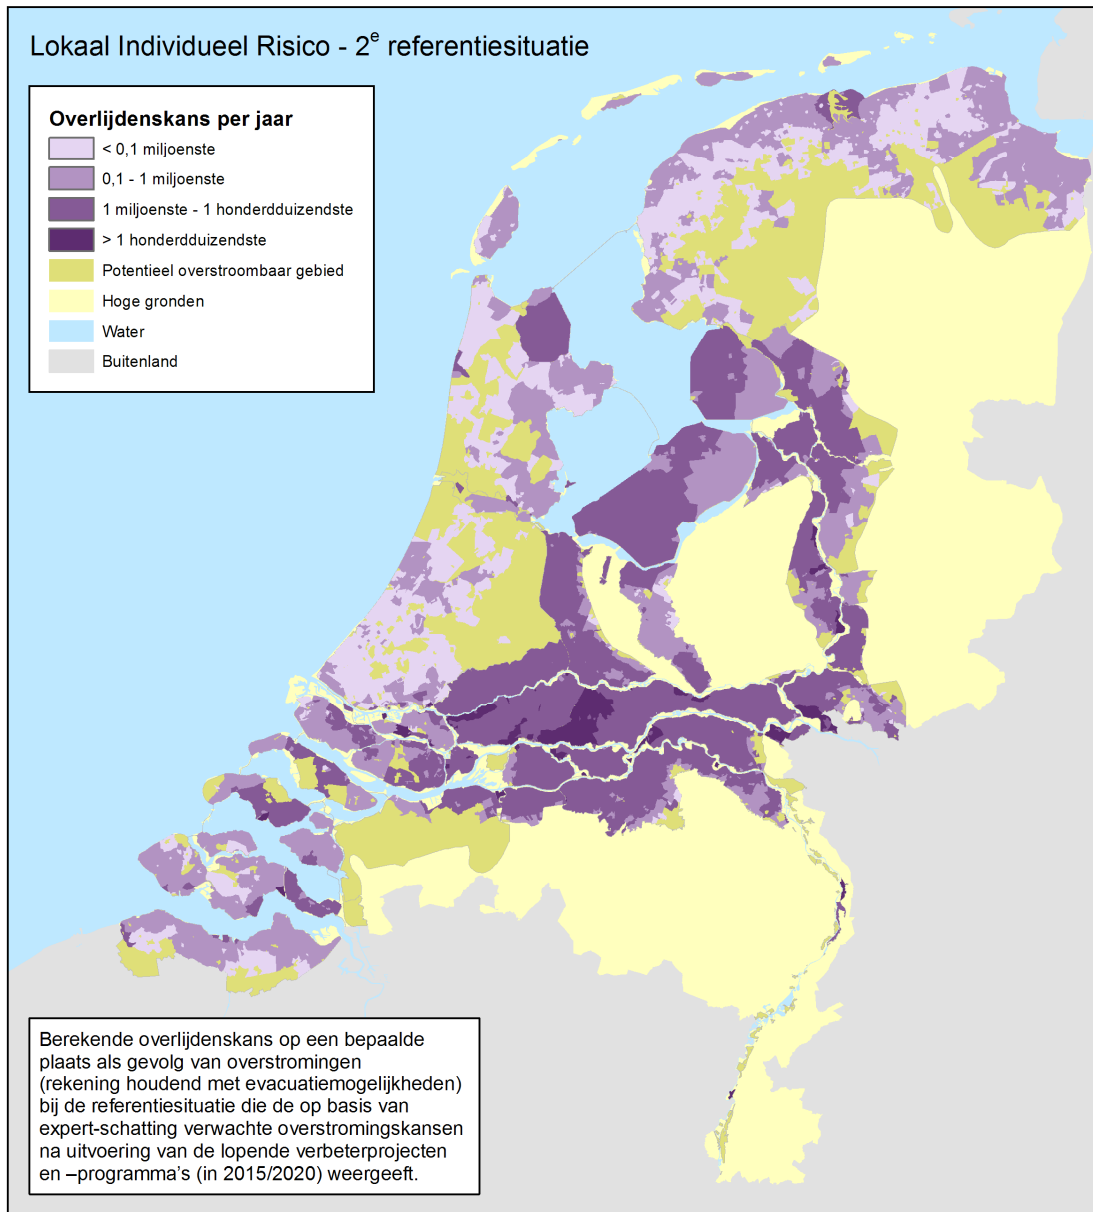 Lokaal Individueel Risico - 2e referentiesituatie
Overlijdenskans per jaar
< 0,1 miljoenste
0,1 - 1 miljoenste
1 miljoenste - 1 honderdduizendste
> 1 honderdduizendste
Potentieel overstroombaar gebied
Hoge gronden
Water
Buitenland
Berekende overlijdenskans op een bepaalde
plaats als gevolg van overstromingen
(rekening houdend met evacuatiemogelijkheden)
bij de referentiesituatie die de op basis van
expert-schatting verwachte overstromingskansen
na uitvoering van de lopende verbeterprojecten
en –programma’s (in 2015/2020) weergeeft.